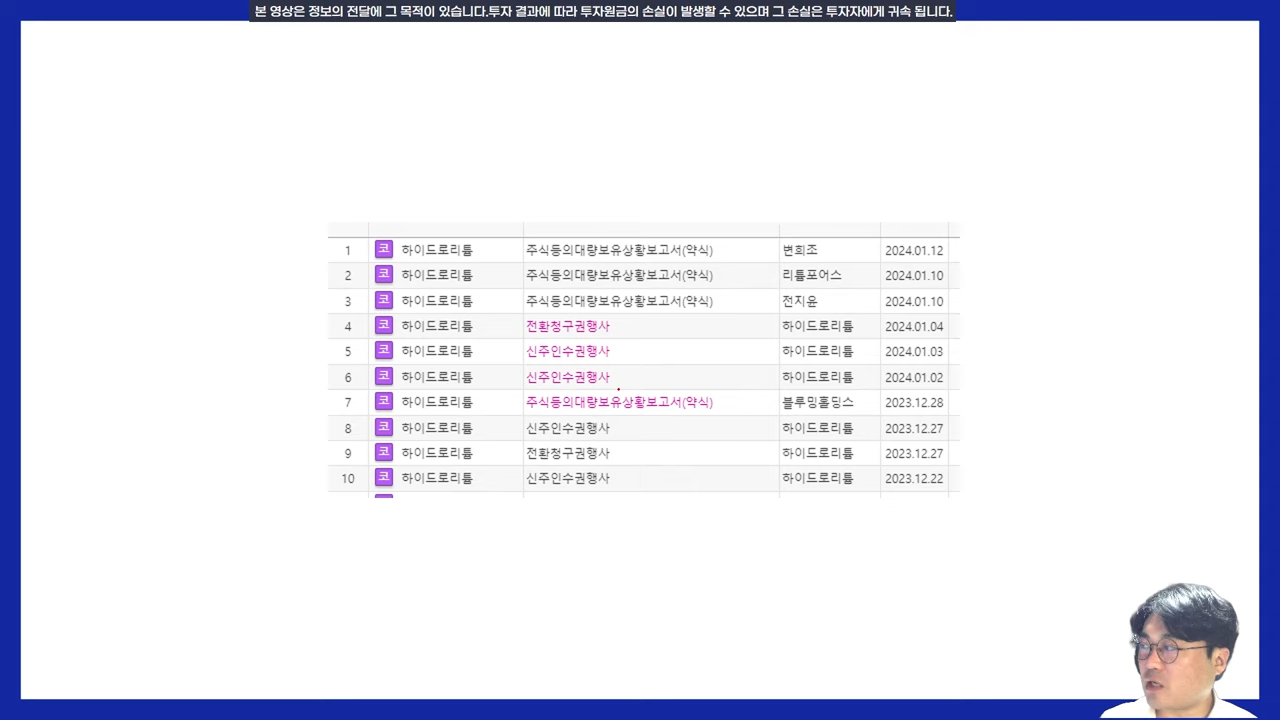 본 영상은 정보의 전달에 그 목적이 있습니다.투자 결과에 따라 투자원금의 손실이 발생할 수 있으며 그 손실은 투자자에게 귀속 됩니다.
1 코 하이드로리튬 주식등의대량보유상황보고서(약식) 변희조 2024.01.12
2 코 하이드로리튬 주식등의대량보유상황보고서(약식) 리튬포어스 2024.01.10
3 코 하이드로리튬 주식등의대량보유상황보고서(약식) 전지윤 2024.01.10
4 코 하이드로리튬 전환청구권행사 하이드로리튬 2024.01.04
5 코 하이드로리튬 신주인수권행사 하이드로리튬 2024.01.03
6 코 하이드로리튬 신주인수권행사 하이드로리튬 2024.01.02
7 코 하이드로리튬 주식등의대량보유상황보고서(약식) 블루밍홀딩스 2023.12.28
8 코 하이드로리튬 신주인수권행사 하이드로리튬 2023.12.27
9 코 하이드로리튬 전환청구권행사 하이드로리튬 2023.12.27
10 코 하이드로리튬 신주인수권행사 하이드로리튬 2023.12.22